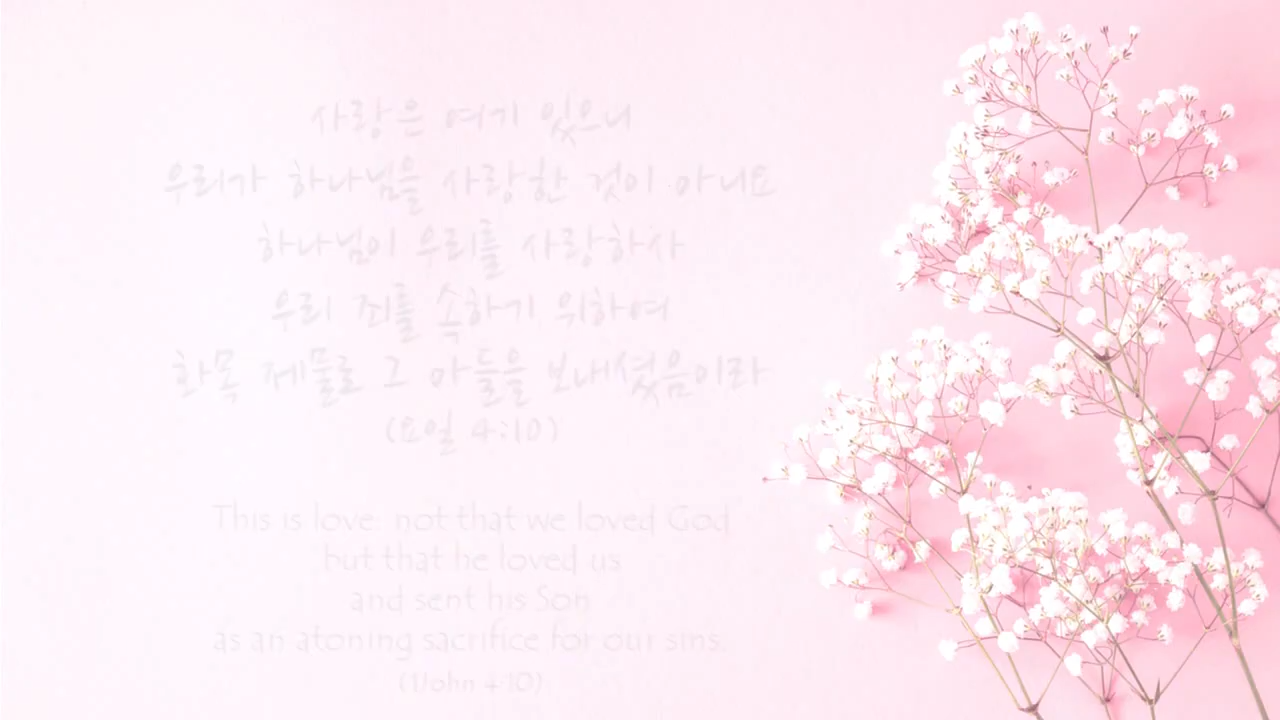 사랑은 여기 있으니
우리가 하나님을 사랑한 것이 아니요
하나님이 우리를 사랑하사
우리 죄를 속하기 위하여
화목 제물로 그 아들을 보내셨음이라
(요일 4:10)
This is love: not that we loved God
but that he loved us
and sent his Son
as an atoning sacrifice for our sins.
(1John 4:10)